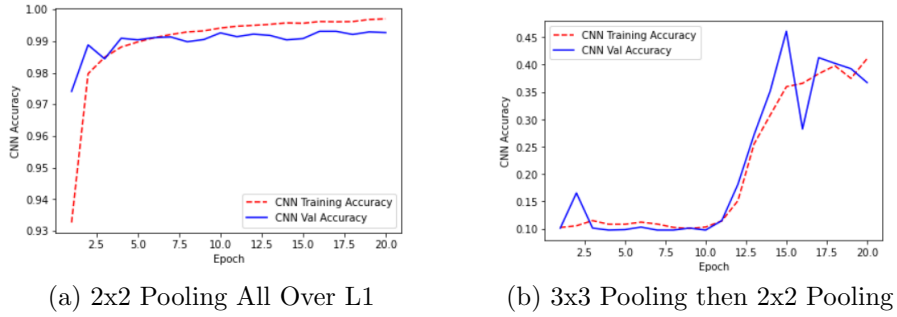 1.00
0.99
0.98
0.97
0.96
0.95
0.94
0.93
CNN Accuracy
CNN Training Accuracy
CNN Val Accuracy
2.5 5.0 7.5 10.0 12.5 15.0 17.5 20.0
Epoch
(a) 2x2 Pooling All Over L1
CNN Training Accuracy
CNN Val Accuracy
0.45
0.40
0.35
0.30
0.25
0.20
0.15
0.10
CNN Accuracy
2.5 5.0 7.5 10.0 12.5 15.0 17.5 20.0
Epoch
(b) 3x3 Pooling then 2x2 Pooling